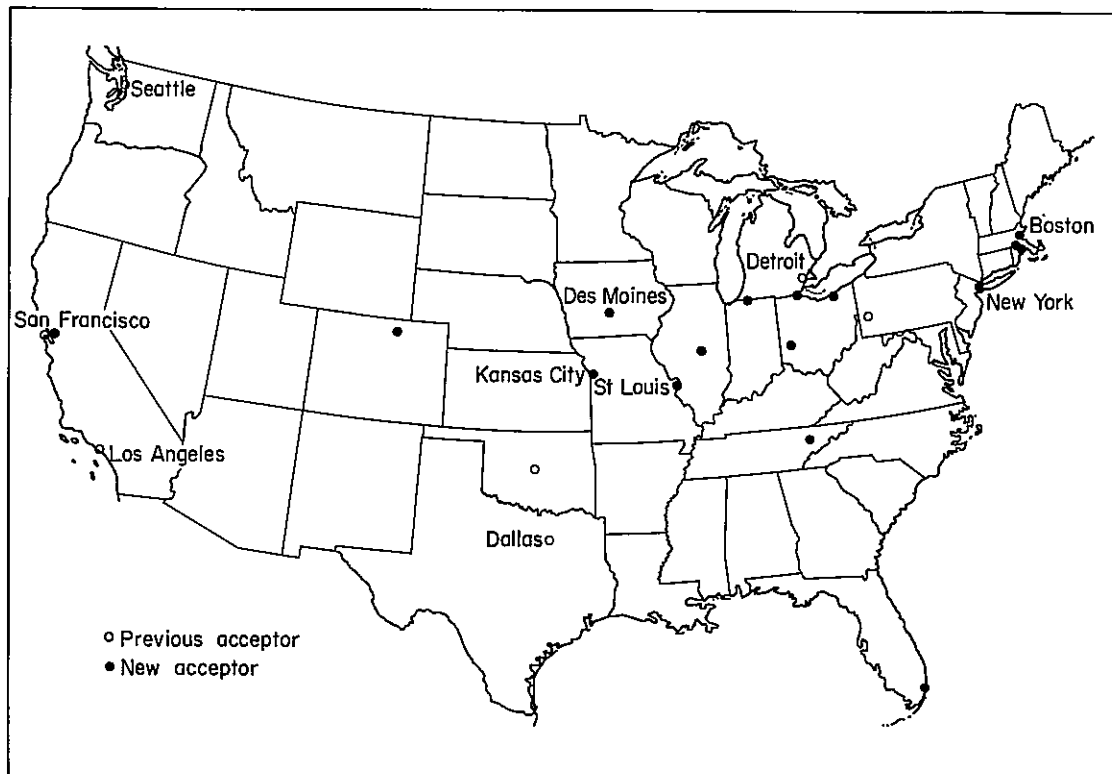 Seattle
Boston
Detroit
New York
Des Moines
San Francisco
Kansas City
St Louis
Los Angeles
Dallas
Previous acceptor
New acceptor